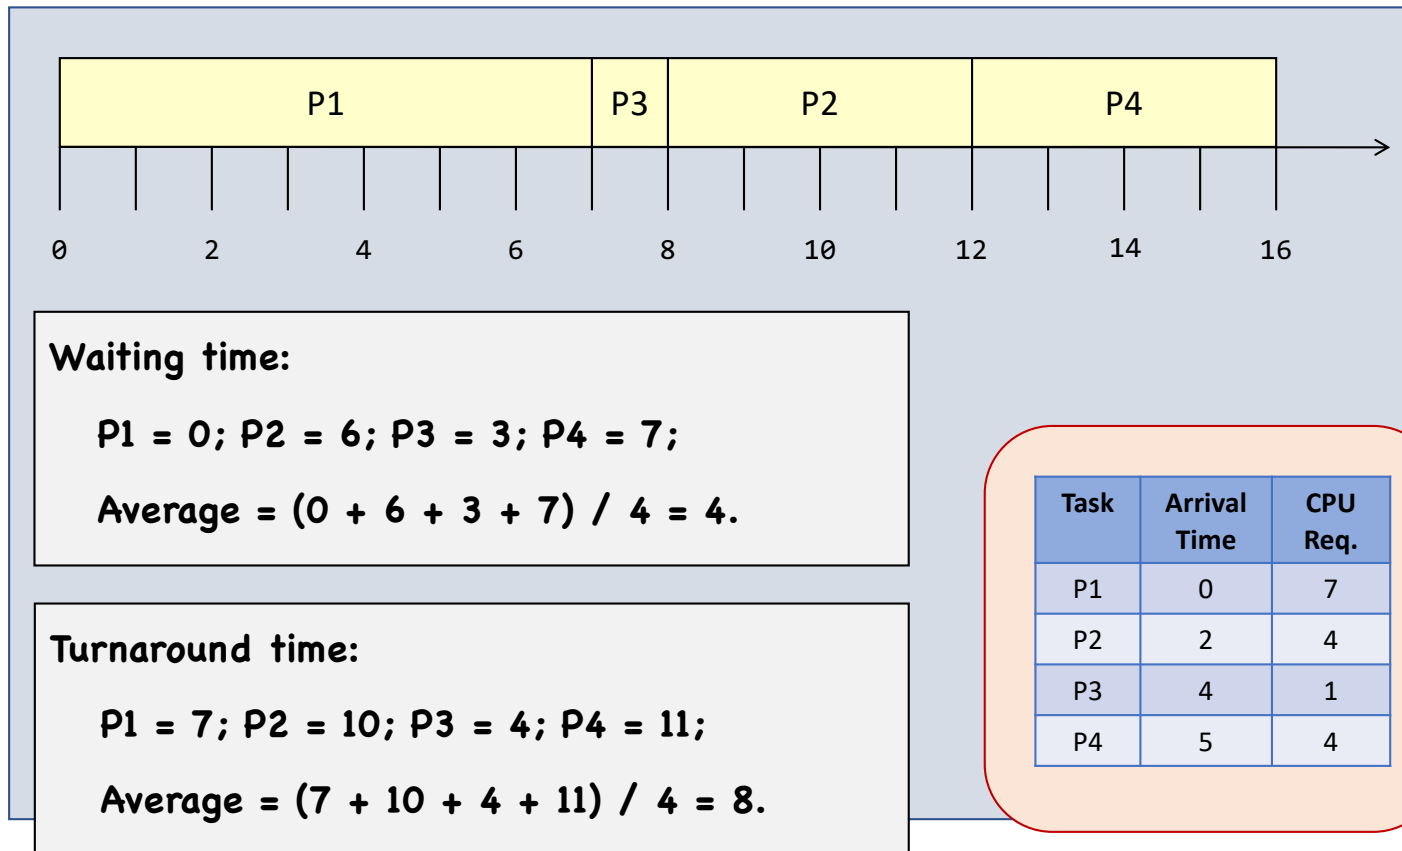 P1 P3 P2 P4
0 2 4 6 8 10 12 14 16
Waiting time:
P1 = 0; P2 = 6; P3 = 3; P4 = 7;
Average = (0 + 6 + 3 + 7) / 4 = 4.
Turnaround time:
P1 = 7; P2 = 10; P3 = 4; P4 = 11;
Average = (7 + 10 + 4 + 11) / 4 = 8.
Task Arrival Time CPU Req.
P1 0 7
P2 2 4
P3 4 1
P4 5 4